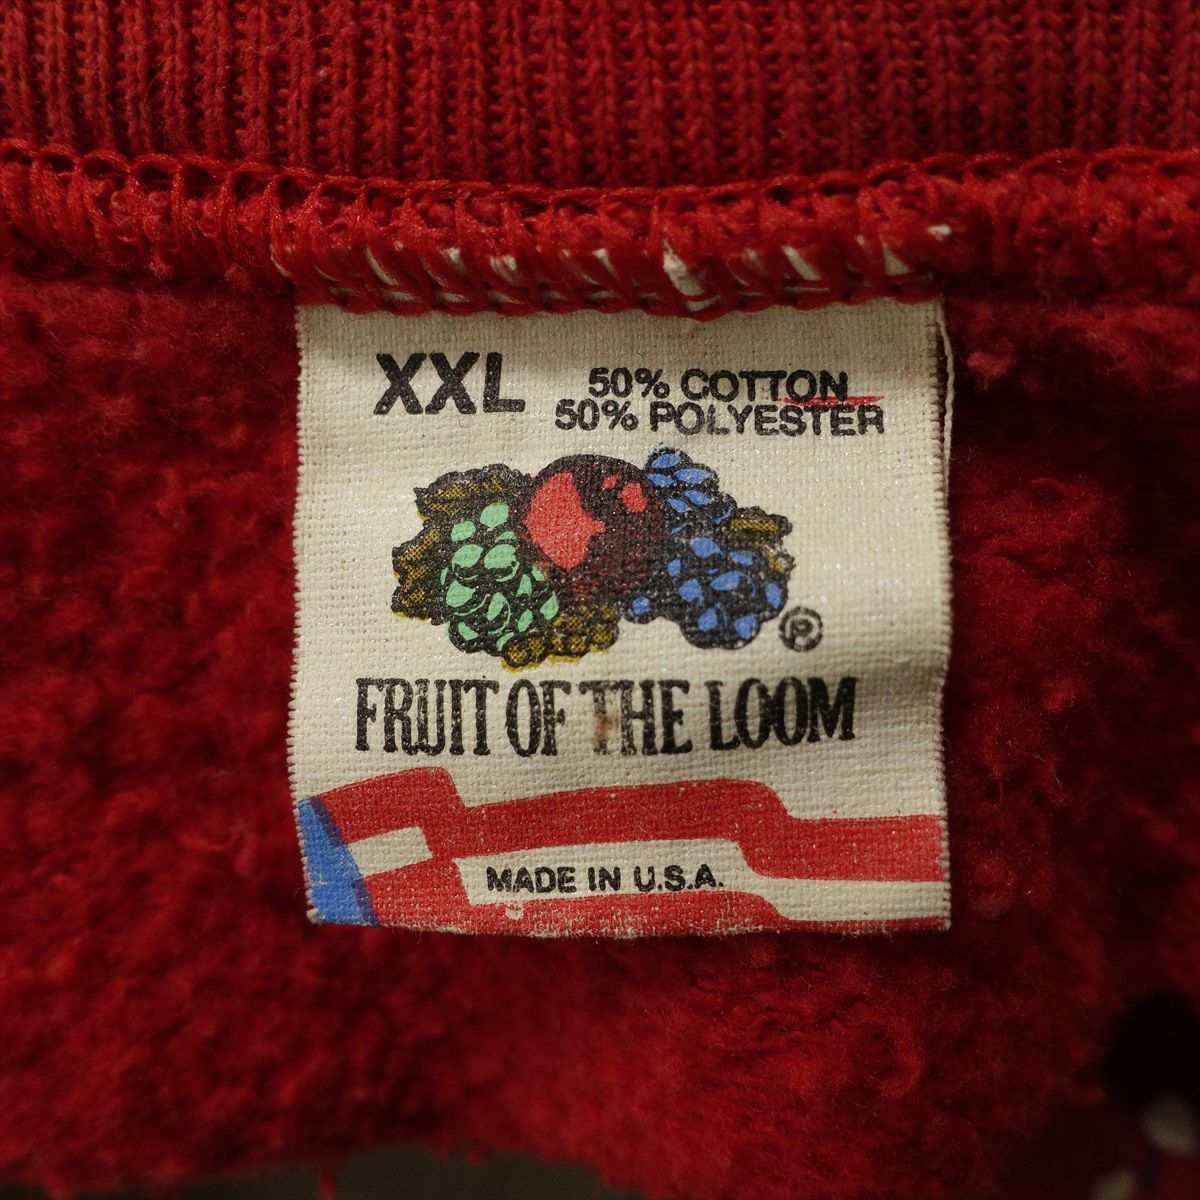 XXL
50% COTTON
50% POLYESTER
®
FRUIT OF THE LOOM
MADE IN U.S.A.